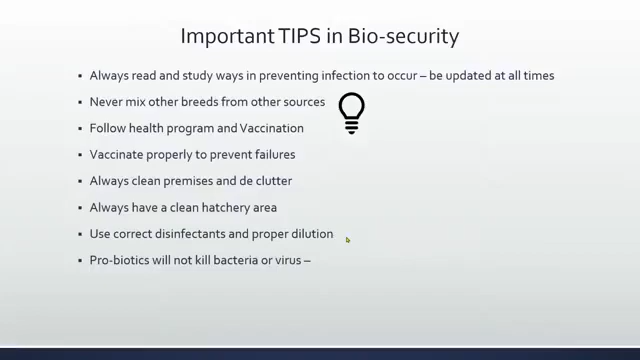 Important TIPS in Bio-security
▪ Always read and study ways in preventing infection to occur – be updated at all times
▪ Never mix other breeds from other sources
▪ Follow health program and Vaccination
▪ Vaccinate properly to prevent failures
▪ Always clean premises and de clutter
▪ Always have a clean hatchery area
▪ Use correct disinfectants and proper dilution
▪ Pro-biotics will not kill bacteria or virus –